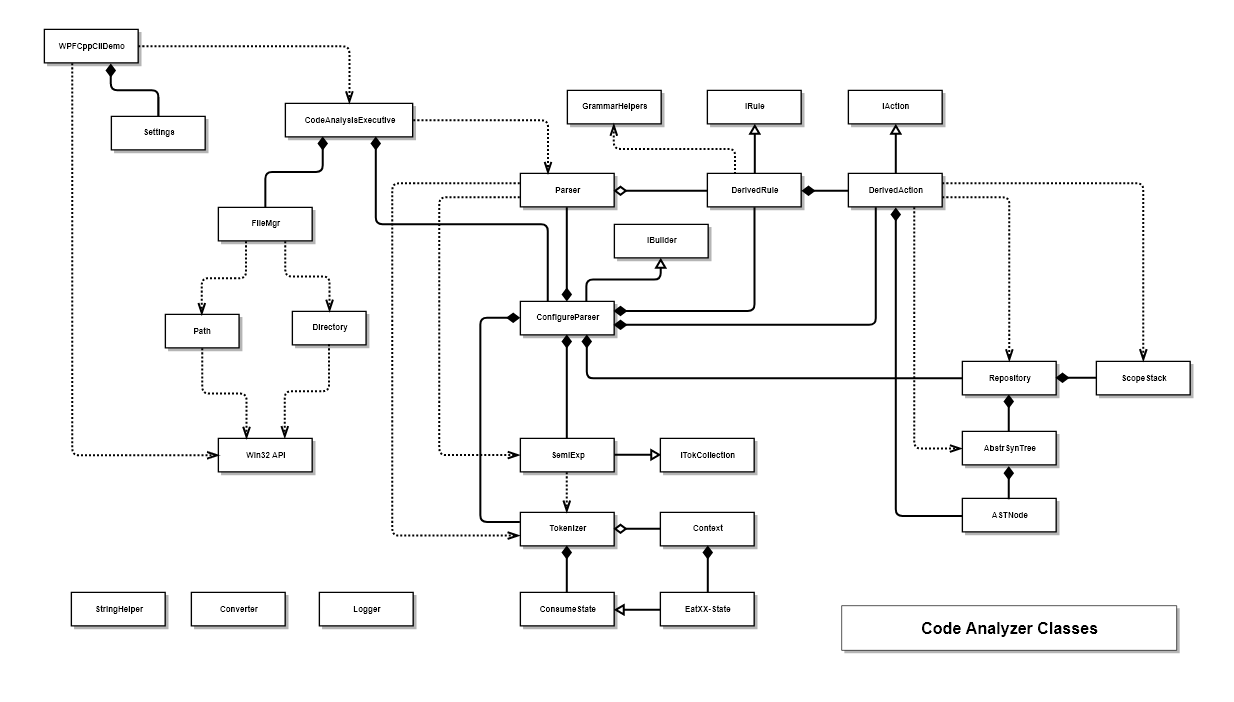 WPFCppCliDemo
Settings
CodeAnalysisExecutive
GrammarHelpers
IRule
IAction
Parser
DerivedRule
DerivedAction
FileMgr
IBuilder
Path
Directory
ConfigureParser
Repository
ScopeStack
Win32 API
SemiExp
ITokCollection
AbstrSynTree
Tokenizer
Context
ASTNode
StringHelper
Converter
Logger
ConsumeState
EatXX-State
Code Analyzer Classes